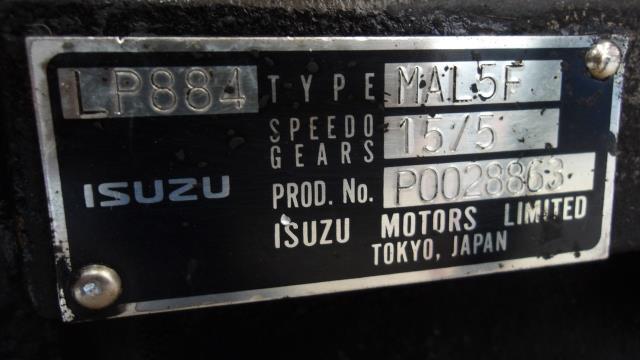 LP884 TYPE MAL5F
SPEEDO GEARS 15/5
ISUZU PROD. No. P0028863
ISUZU MOTORS LIMITED
TOKYO, JAPAN